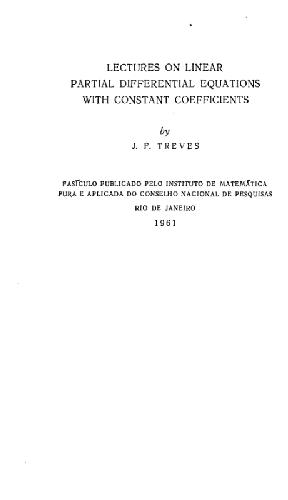 LECTURES ON LINEAR
PARTIAL DIFFERENTIAL EQUATIONS
WITH CONSTANT COEFFICIENTS
by
J. F. TREVES
FASÍCULO PUBLICADO PELO INSTITUTO DE MATEMÁTICA
PURA E APLICADA DO CONSELHO NACIONAL DE PESQUISAS
RIO DE JANEIRO
1961